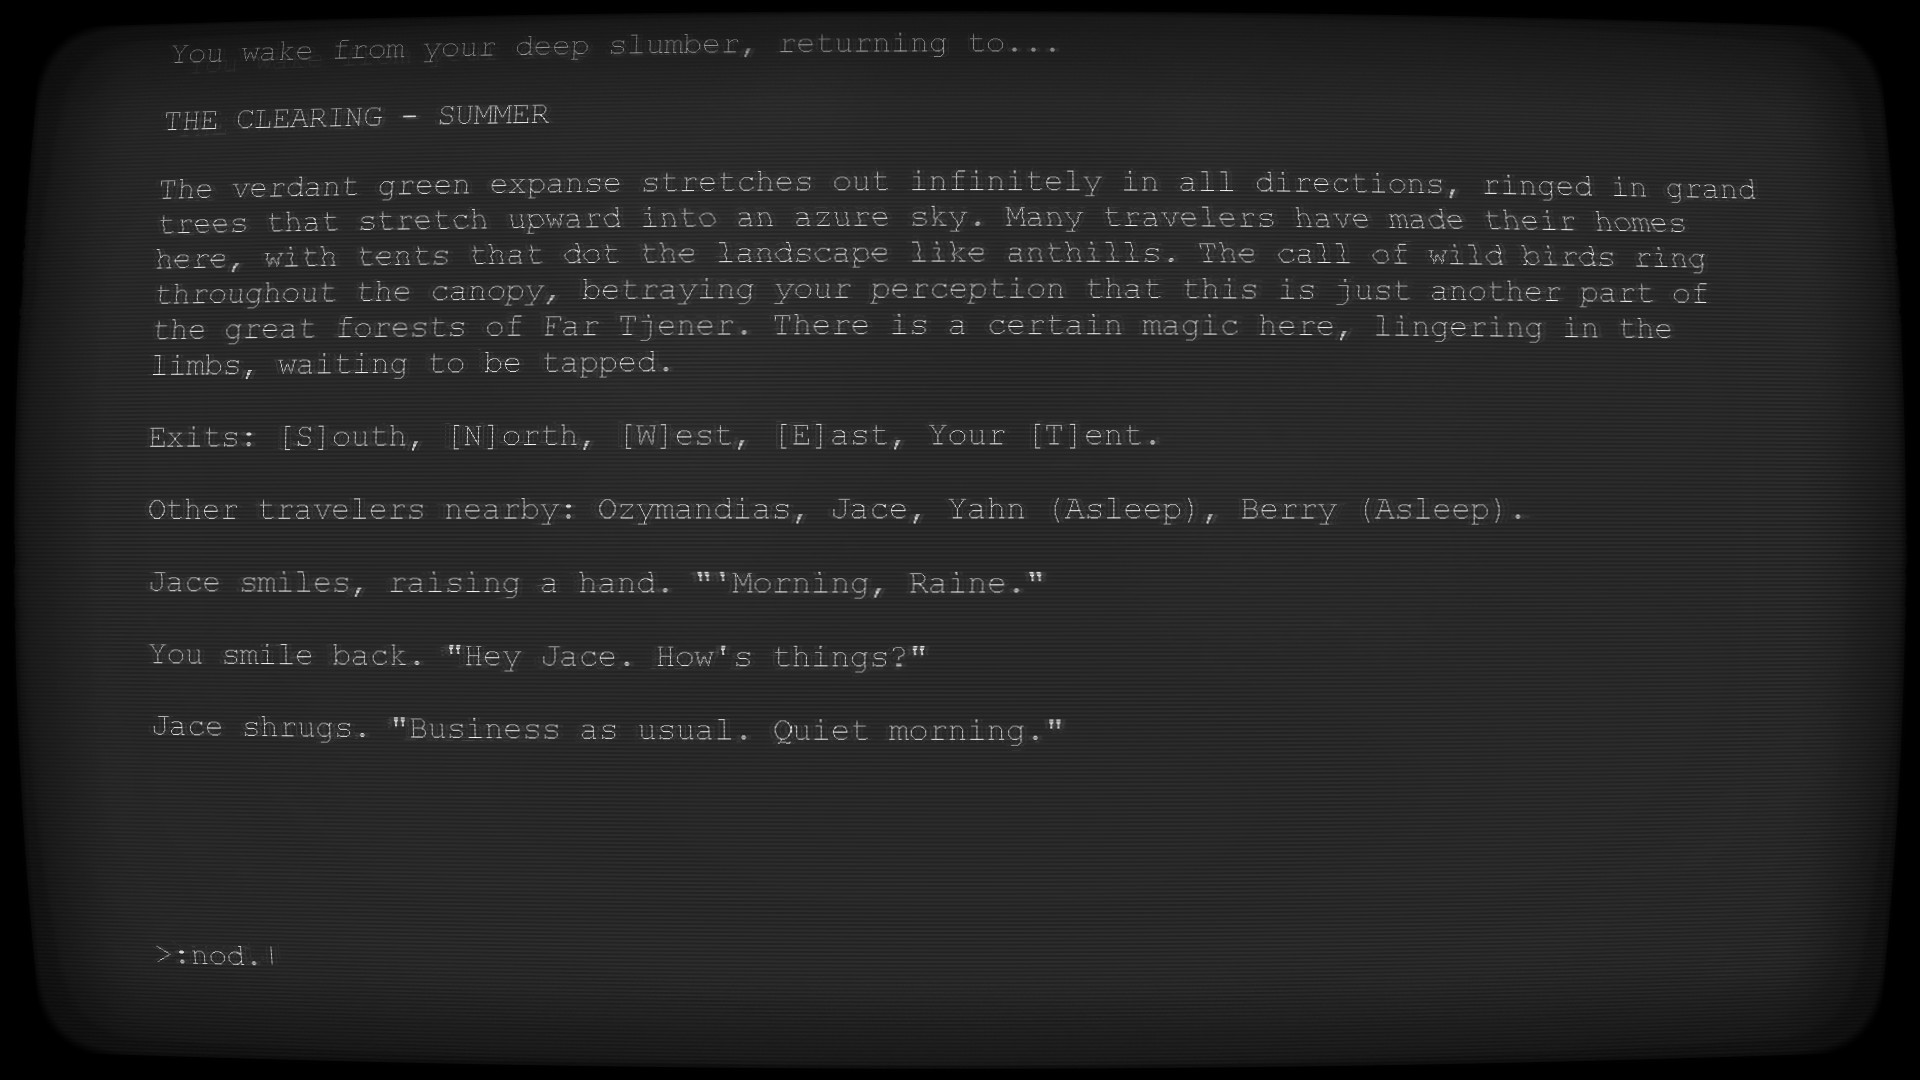 You wake from your deep slumber, returning to...
THE CLEARING - SUMMER
The verdant green expanse stretches out infinitely in all directions, ringed in grand
trees that stretch upward into an azure sky. Many travelers have made their homes
here, with tents that dot the landscape like anthills. The call of wild birds ring
throughout the canopy, betraying your perception that this is just another part of
the great forests of Far Tjener. There is a certain magic here, lingering in the
limbs, waiting to be tapped.
Exits: [S]outh, [N]orth, [W]est, [E]ast, Your [T]ent.
Other travelers nearby: Ozymandias, Jace, Yahn (Asleep), Berry (Asleep).
Jace smiles, raising a hand. "'Morning, Raine."
You smile back. "Hey Jace. How's things?"
Jace shrugs. "Business as usual. Quiet morning."
>:nod.|